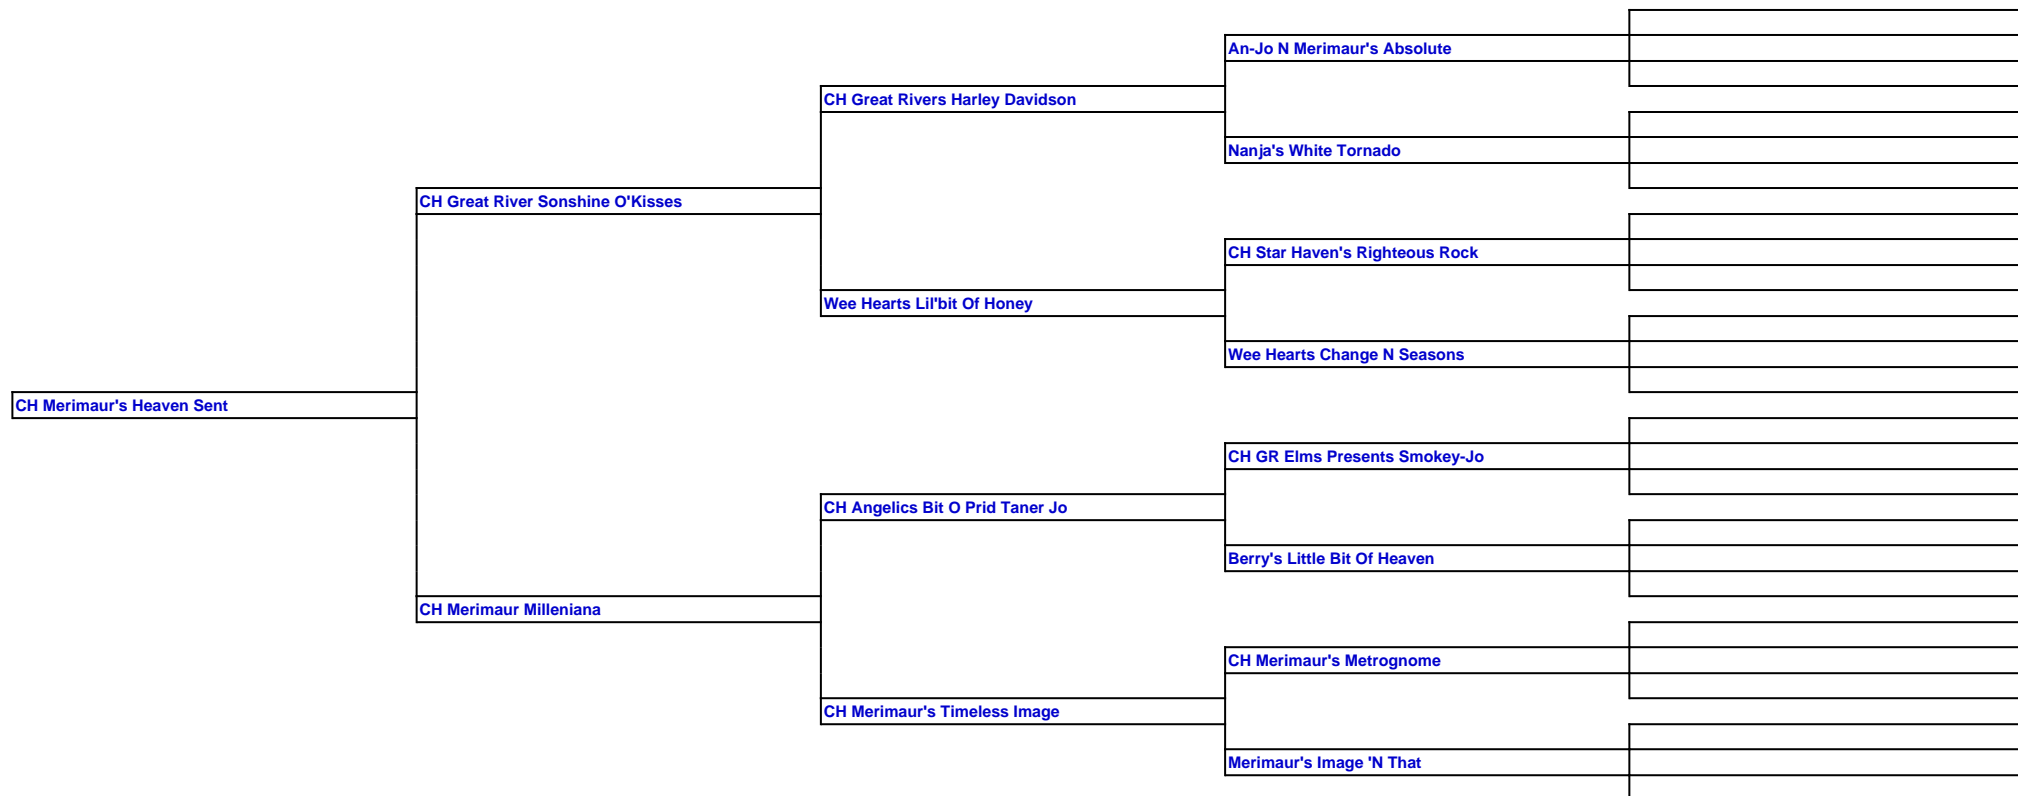 An-Jo N Merimaur's Absolute
CH Great Rivers Harley Davidson
Nanja's White Tornado
CH Great River Sonshine O'Kisses
CH Star Haven's Righteous Rock
Wee Hearts Lil'bit Of Honey
Wee Hearts Change N Seasons
CH Merimaur's Heaven Sent
CH GR Elms Presents Smokey-Jo
CH Angelics Bit O Prid Taner Jo
Berry's Little Bit Of Heaven
CH Merimaur Milleniana
CH Merimaur's Metrognome
CH Merimaur's Timeless Image
Merimaur's Image 'N That